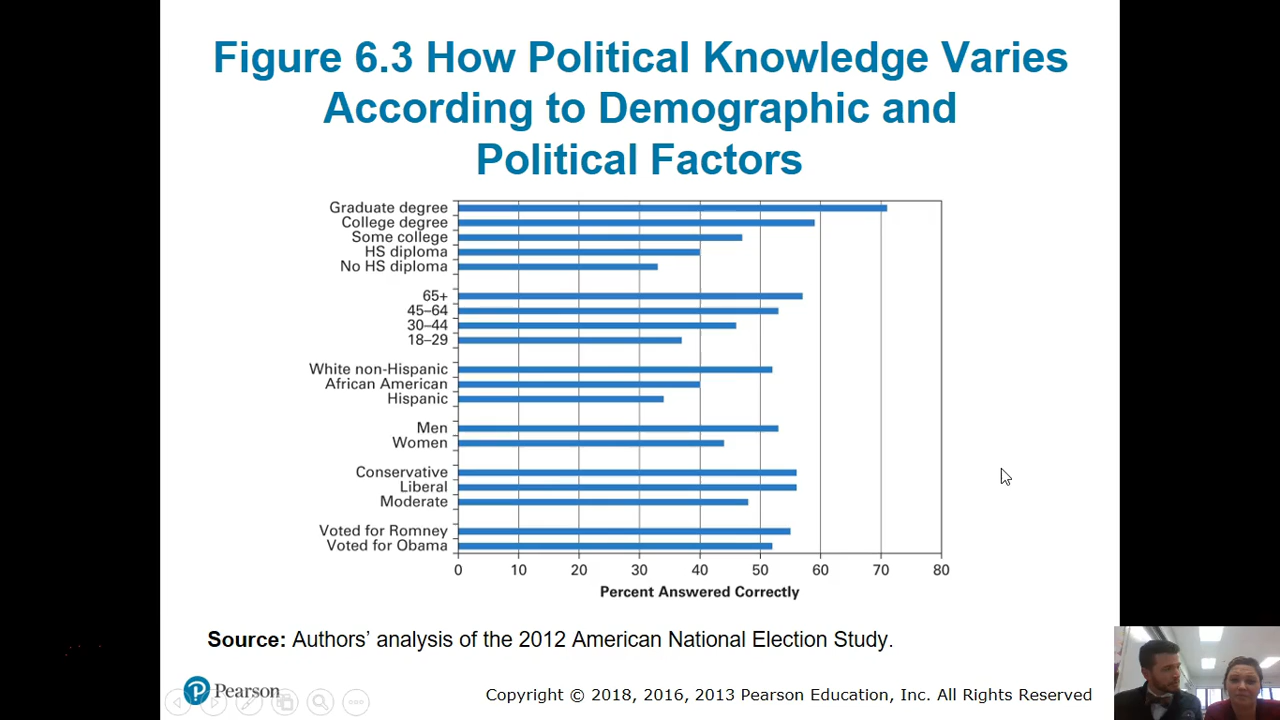 Figure 6.3 How Political Knowledge Varies
According to Demographic and
Political Factors
Graduate degree
College degree
Some college
HS diploma
No HS diploma
65+
45–64
30–44
18–29
White non-Hispanic
African American
Hispanic
Men
Women
Conservative
Liberal
Moderate
Voted for Romney
Voted for Obama
0 10 20 30 40 50 60 70 80
Percent Answered Correctly
Source: Authors’ analysis of the 2012 American National Election Study.
Pearson
Copyright © 2018, 2016, 2013 Pearson Education, Inc. All Rights Reserved